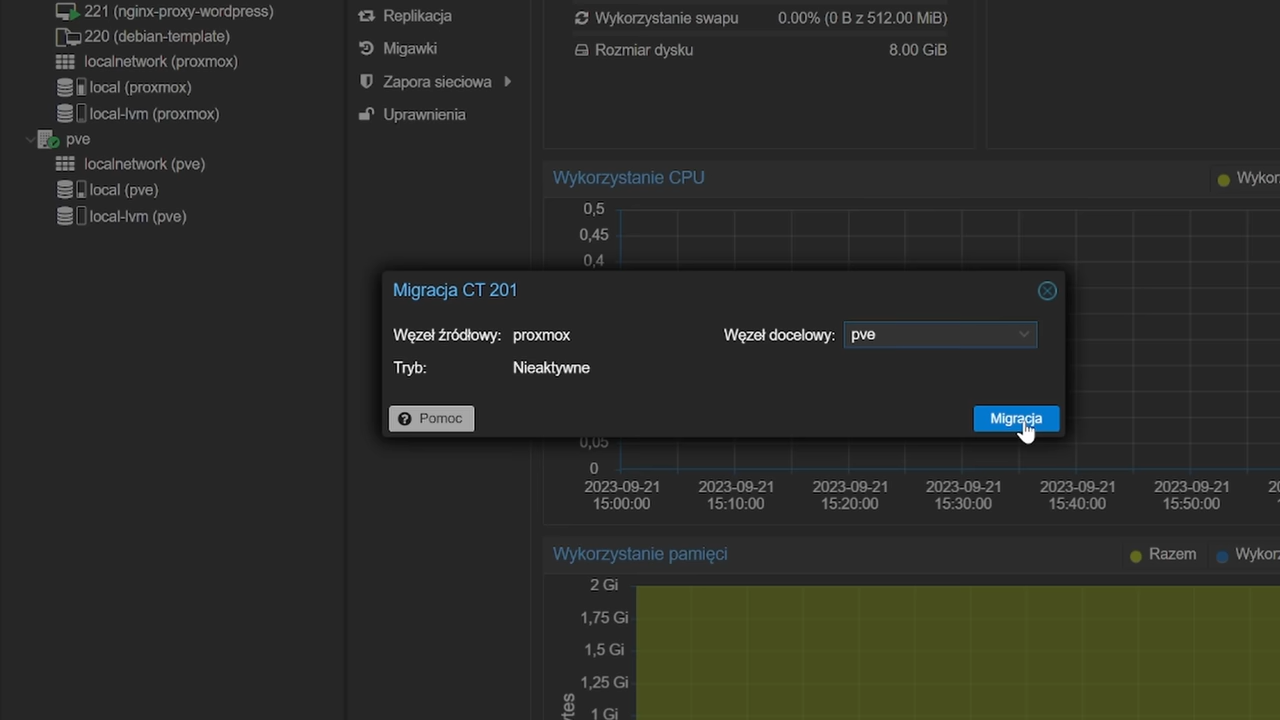 221 (nginx-proxy-wordpress)
220 (debian-template)
localnetwork (proxmox)
local (proxmox)
local-lvm (proxmox)
pve
localnetwork (pve)
local (pve)
local-lvm (pve)
Replikacja
Migawki
Zapora sieciowa
Uprawnienia
Wykorzystanie swapu 0.00% (0 B z 512.00 MiB)
Rozmiar dysku 8.00 GiB
Wykorzystanie CPU
0,5
0,45
0,4
Migracja CT 201
Węzeł źródłowy: proxmox Węzeł docelowy: pve
Tryb: Nieaktywne
Pomoc Migracja
0,05
0
2023-09-21 2023-09-21 2023-09-21 2023-09-21 2023-09-21 2023-09-21
15:00:00 15:10:00 15:20:00 15:30:00 15:40:00 15:50:00
Wykorzystanie pamięci Razem
2 Gi
1,75 Gi
1,5 Gi
1,25 Gi
1 Gi